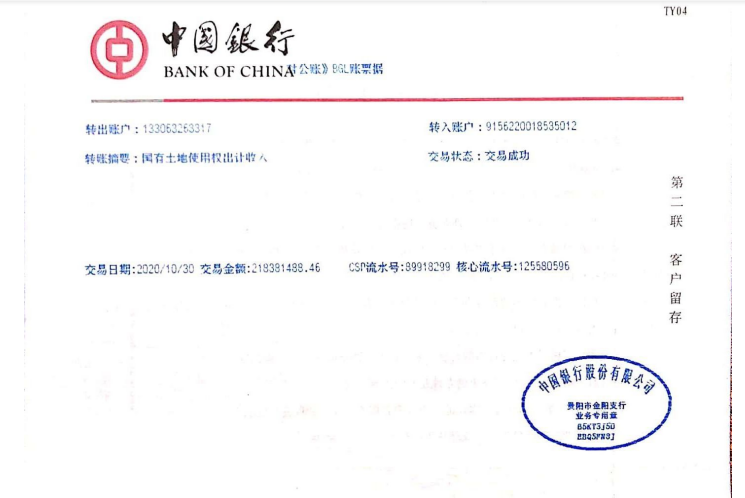 TY04
中國銀行
BANK OF CHINA
对公账》BGL账票据
转出账户：133063263317
转入账户：9156220018535012
转账摘要：国有土地使用权出计收入
交易状态：交易成功
交易日期:2020/10/30 交易金额:218381488.46 CSP流水号:89918299 核心流水号:125580596
第二联 客户留存
中国银行股份有限公司
贵阳市金阳支行
业务专用章